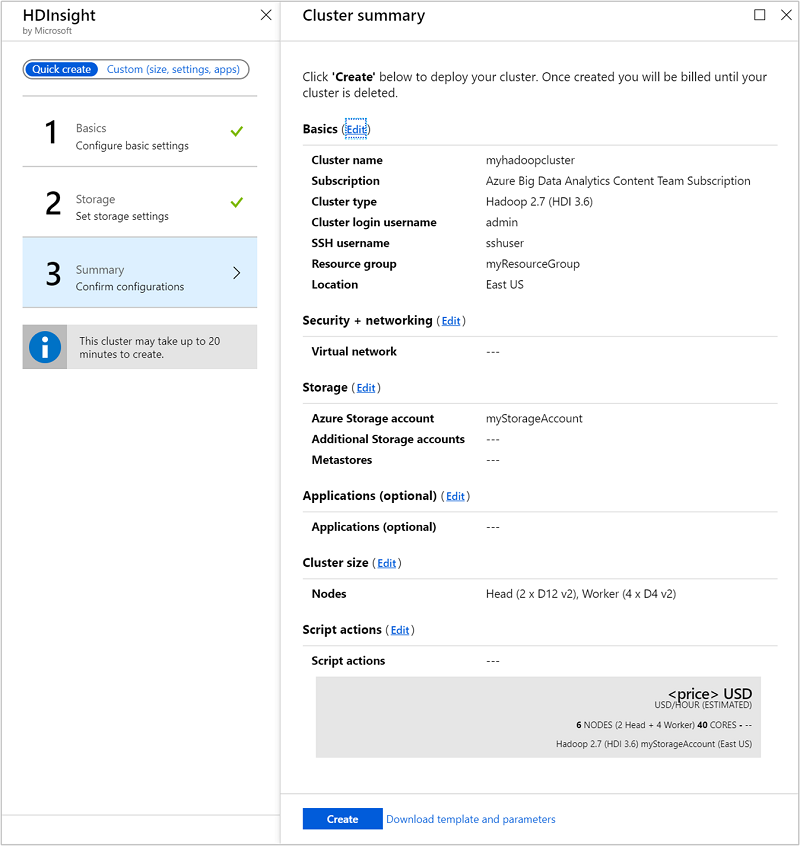 HDInsight
by Microsoft
Quick create Custom (size, settings, apps)
1 Basics
Configure basic settings
2 Storage
Set storage settings
3 Summary
Confirm configurations
This cluster may take up to 20
minutes to create.
Cluster summary
Click 'Create' below to deploy your cluster. Once created you will be billed until your
cluster is deleted.
Basics (Edit)
Cluster name myhadoopcluster
Subscription Azure Big Data Analytics Content Team Subscription
Cluster type Hadoop 2.7 (HDI 3.6)
Cluster login username admin
SSH username sshuser
Resource group myResourceGroup
Location East US
Security + networking (Edit)
Virtual network ---
Storage (Edit)
Azure Storage account myStorageAccount
Additional Storage accounts ---
Metastores ---
Applications (optional) (Edit)
Applications (optional) ---
Cluster size (Edit)
Nodes Head (2 x D12 v2), Worker (4 x D4 v2)
Script actions (Edit)
Script actions ---
<price> USD
USD/HOUR (ESTIMATED)
6 NODES (2 Head + 4 Worker) 40 CORES - --
Hadoop 2.7 (HDI 3.6) myStorageAccount (East US)
Create Download template and parameters